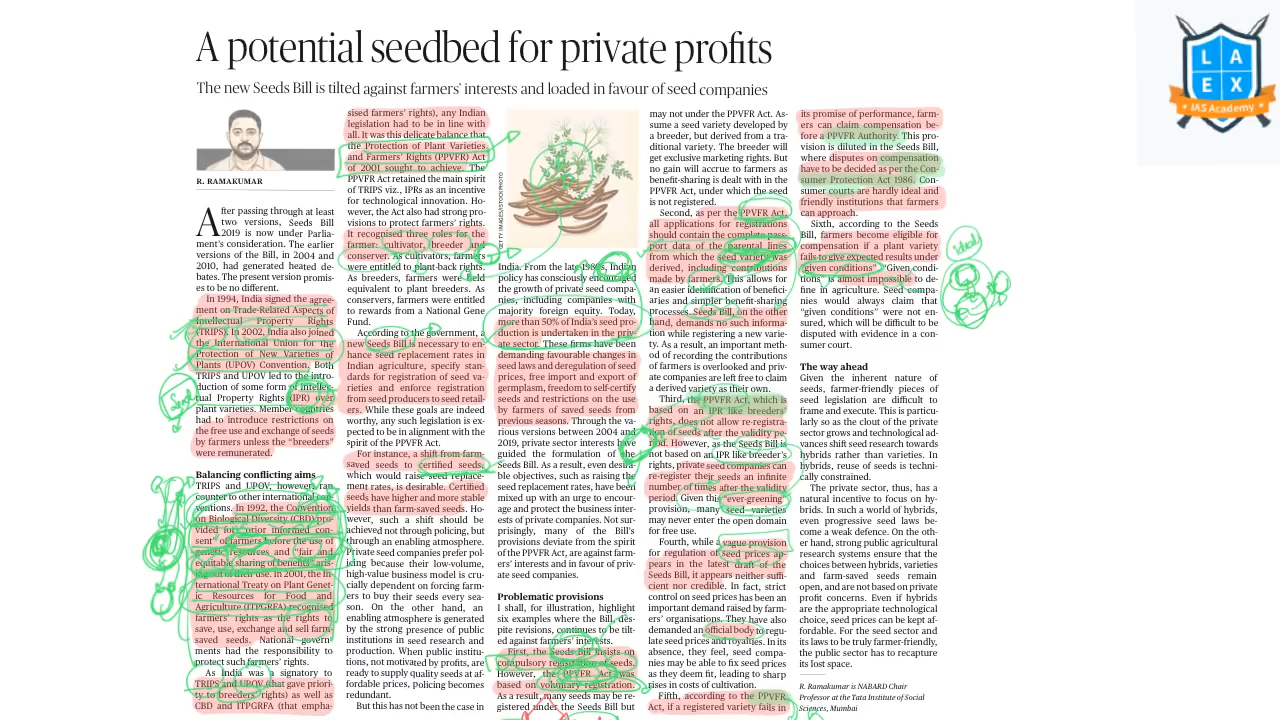 A potential seedbed for private profits
The new Seeds Bill is tilted against farmers' interests and loaded in favour of seed companies
R. RAMAKUMAR
After passing through at least
two versions, Seeds Bill
2019 is now under Parlia-
ment's consideration. The earlier
versions of the Bill, in 2004 and
2010, had generated heated de-
bates. The present version promis-
es to be no different.
In 1994, India signed the agree-
ment on Trade-Related Aspects of
Intellectual Property Rights
(TRIPS). In 2002, India also joined
the International Union for the
Protection of New Varieties of
Plants (UPOV) Convention. Both
TRIPS and UPOV led to the intro-
duction of some form of intellec-
tual Property Rights (IPR) over
plant varieties. Member countries
had to introduce restrictions on
the free use and exchange of seeds
by farmers unless the "breeders"
were remunerated.
Balancing conflicting aims
TRIPS and UPOV, however, ran
counter to other international con-
ventions. In 1992, the Convention
on Biological Diversity (CBD) pro-
vided for "prior informed con-
sent" of farmers before the use of
genetic resources and "fair and
equitable sharing of benefits" aris-
ing out of their use. In 2001, the In-
ternational Treaty on Plant Genet-
ic Resources for Food and
Agriculture (ITPGRFA) recognised
farmers' rights as the rights to
save, use, exchange and sell farm-
saved seeds. National govern-
ments had the responsibility to
protect such farmers' rights.
As India was a signatory to
TRIPS and UPOV (that gave priori-
ty to breeders' rights) as well as
CBD and ITPGRFA (that empha-
sised farmers' rights), any Indian
legislation had to be in line with
all. It was this delicate balance that
the Protection of Plant Varieties
and Farmers' Rights (PPVFR) Act
of 2001 sought to achieve. The
PPVFR Act retained the main spirit
of TRIPS viz., IPRs as an incentive
for technological innovation. Ho-
wever, the Act also had strong pro-
visions to protect farmers' rights.
It recognised three roles for the
farmer: cultivator, breeder and
conserver. As cultivators, farmers
were entitled to plant-back rights.
As breeders, farmers were held
equivalent to plant breeders. As
conservers, farmers were entitled
to rewards from a National Gene
Fund.
According to the government, a
new Seeds Bill is necessary to en-
hance seed replacement rates in
Indian agriculture, specify stan-
dards for registration of seed va-
rieties and enforce registration
from seed producers to seed retail-
ers. While these goals are indeed
worthy, any such legislation is ex-
pected to be in alignment with the
spirit of the PPVFR Act.
For instance, a shift from farm-
saved seeds to certified seeds,
which would raise seed replace-
ment rates, is desirable. Certified
seeds have higher and more stable
yields than farm-saved seeds. Ho-
wever, such a shift should be
achieved not through policing, but
through an enabling atmosphere.
Private seed companies prefer pol-
icing because their low-volume,
high-value business model is cru-
cially dependent on forcing farm-
ers to buy their seeds every sea-
son. On the other hand, an
enabling atmosphere is generated
by the strong presence of public
institutions in seed research and
production. When public institu-
tions, not motivated by profits, are
ready to supply quality seeds at af-
fordable prices, policing becomes
redundant.
But this has not been the case in
GETTY IMAGES/ISTOCKPHOTO
India. From the late-1980s, Indian
policy has consciously encouraged
the growth of private seed compa-
nies, including companies with
majority foreign equity. Today,
more than 50% of India's seed pro-
duction is undertaken in the priv-
ate sector. These firms have been
demanding favourable changes in
seed laws and deregulation of seed
prices, free import and export of
germplasm, freedom to self-certify
seeds and restrictions on the use
by farmers of saved seeds from
previous seasons. Through the va-
rious versions between 2004 and
2019, private sector interests have
guided the formulation of the
Seeds Bill. As a result, even desira-
ble objectives, such as raising the
seed replacement rates, have been
mixed up with an urge to encour-
age and protect the business inter-
ests of private companies. Not sur-
prisingly, many of the Bill's
provisions deviate from the spirit
of the PPVFR Act, are against farm-
ers' interests and in favour of pri-
vate seed companies.
Problematic provisions
I shall, for illustration, highlight
six examples where the Bill, des-
pite revisions, continues to be tilt-
ed against farmers' interests.
First, the Seeds Bill insists on
compulsory registration of seeds.
However, the PPVFR Act was
based on voluntary registration.
As a result, many seeds may be re-
gistered under the Seeds Bill but
may not under the PPVFR Act. As-
sume a seed variety developed by
a breeder, but derived from a tra-
ditional variety. The breeder will
get exclusive marketing rights. But
no gain will accrue to farmers as
benefit-sharing is dealt with in the
PPVFR Act, under which the seed
is not registered.
Second, as per the PPVFR Act,
all applications for registrations
should contain the complete pass-
port data of the parental lines
from which the seed variety was
derived, including contributions
made by farmers. This allows for
an easier identification of benefici-
aries and simpler benefit-sharing
processes. Seeds Bill, on the other
hand, demands no such informa-
tion while registering a new varie-
ty. As a result, an important meth-
od of recording the contributions
of farmers is overlooked and priv-
ate companies are left free to claim
a derived variety as their own.
Third, the PPVFR Act, which is
based on an IPR like breeders'
rights, does not allow re-registra-
tion of seeds after the validity pe-
riod. However, as the Seeds Bill is
not based on an IPR like breeder's
rights, private seed companies can
re-register their seeds an infinite
number of times after the validity
period. Given this "ever-greening"
provision, many seed varieties
may never enter the open domain
for free use.
Fourth, while a vague provision
for regulation of seed prices ap-
pears in the latest draft of the
Seeds Bill, it appears neither suffi-
cient nor credible. In fact, strict
control on seed prices has been an
important demand raised by farm-
ers' organisations. They have also
demanded an official body to regu-
late seed prices and royalties. In its
absence, they feel, seed compa-
nies may be able to fix seed prices
as they deem fit, leading to sharp
rises in costs of cultivation.
Fifth, according to the PPVFR
Act, if a registered variety fails in
its promise of performance, farm-
ers can claim compensation be-
fore a PPVFR Authority. This pro-
vision is diluted in the Seeds Bill,
where disputes on compensation
have to be decided as per the Con-
sumer Protection Act 1986. Con-
sumer courts are hardly ideal and
friendly institutions that farmers
can approach.
Sixth, according to the Seeds
Bill, farmers become eligible for
compensation if a plant variety
fails to give expected results under
"given conditions". "Given condi-
tions" is almost impossible to de-
fine in agriculture. Seed compa-
nies would always claim that
"given conditions" were not en-
sured, which will be difficult to be
disputed with evidence in a con-
sumer court.
The way ahead
Given the inherent nature of
seeds, farmer-friendly pieces of
seed legislation are difficult to
frame and execute. This is particu-
larly so as the clout of the private
sector grows and technological ad-
vances shift seed research towards
hybrids rather than varieties. In
hybrids, reuse of seeds is techni-
cally constrained.
The private sector, thus, has a
natural incentive to focus on hy-
brids. In such a world of hybrids,
even progressive seed laws be-
come a weak defence. On the oth-
er hand, strong public agricultural
research systems ensure that the
choices between hybrids, varieties
and farm-saved seeds remain
open, and are not based on private
profit concerns. Even if hybrids
are the appropriate technological
choice, seed prices can be kept af-
fordable. For the seed sector and
its laws to be truly farmer-friendly,
the public sector has to recapture
its lost space.
R. Ramakumar is NABARD Chair
Professor at the Tata Institute of Social
Sciences, Mumbai
L A
E X
IAS Academy